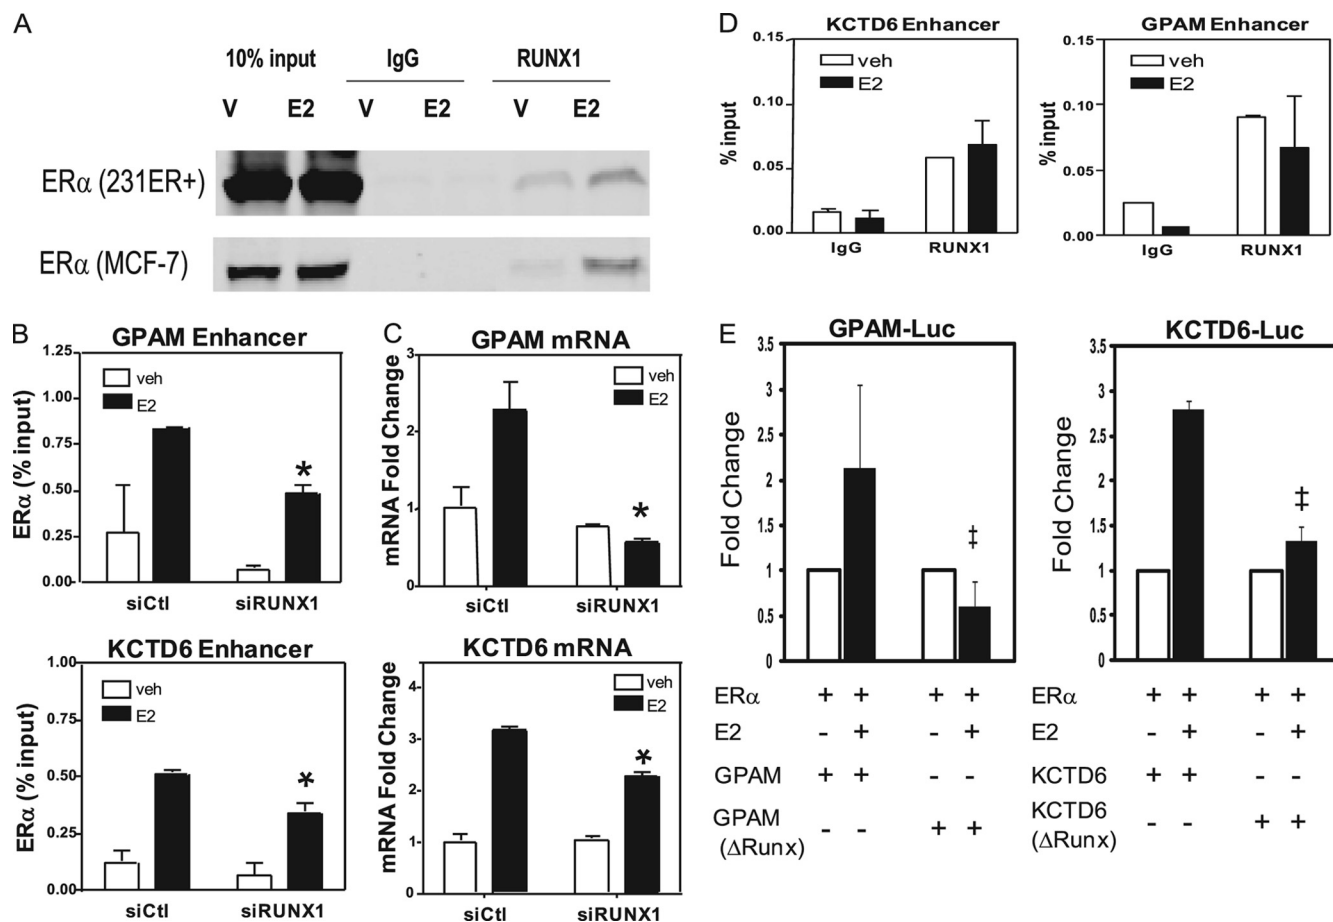 A
10% input IgG RUNX1
V E2 V E2 V E2
ERα (231ER+)
ERα (MCF-7)
B
GPAM Enhancer
ERα (% input)
1.25
1.00
0.75
0.50
0.25
0.00
veh
E2
*
siCtl siRUNX1
KCTD6 Enhancer
ERα (% input)
1.00
0.75
0.50
0.25
0.00
veh
E2
*
siCtl siRUNX1
C
GPAM mRNA
mRNA Fold Change
3
2
1
0
veh
E2
*
siCtl siRUNX1
KCTD6 mRNA
mRNA Fold Change
4
3
2
1
0
veh
E2
*
siCtl siRUNX1
D
KCTD6 Enhancer
% input
0.15
0.10
0.05
0.00
veh
E2
IgG RUNX1
GPAM Enhancer
% input
0.15
0.10
0.05
0.00
veh
E2
IgG RUNX1
E
GPAM-Luc
Fold Change
3.5
3
2.5
2
1.5
1
0.5
0
‡
ERα + + + +
E2 - + - +
GPAM + + - -
GPAM - - + +
(ΔRunx)
KCTD6-Luc
Fold Change
3.5
3
2.5
2
1.5
1
0.5
0
‡
ERα + + + +
E2 - + - +
KCTD6 + + - -
KCTD6 - - + +
(ΔRunx)